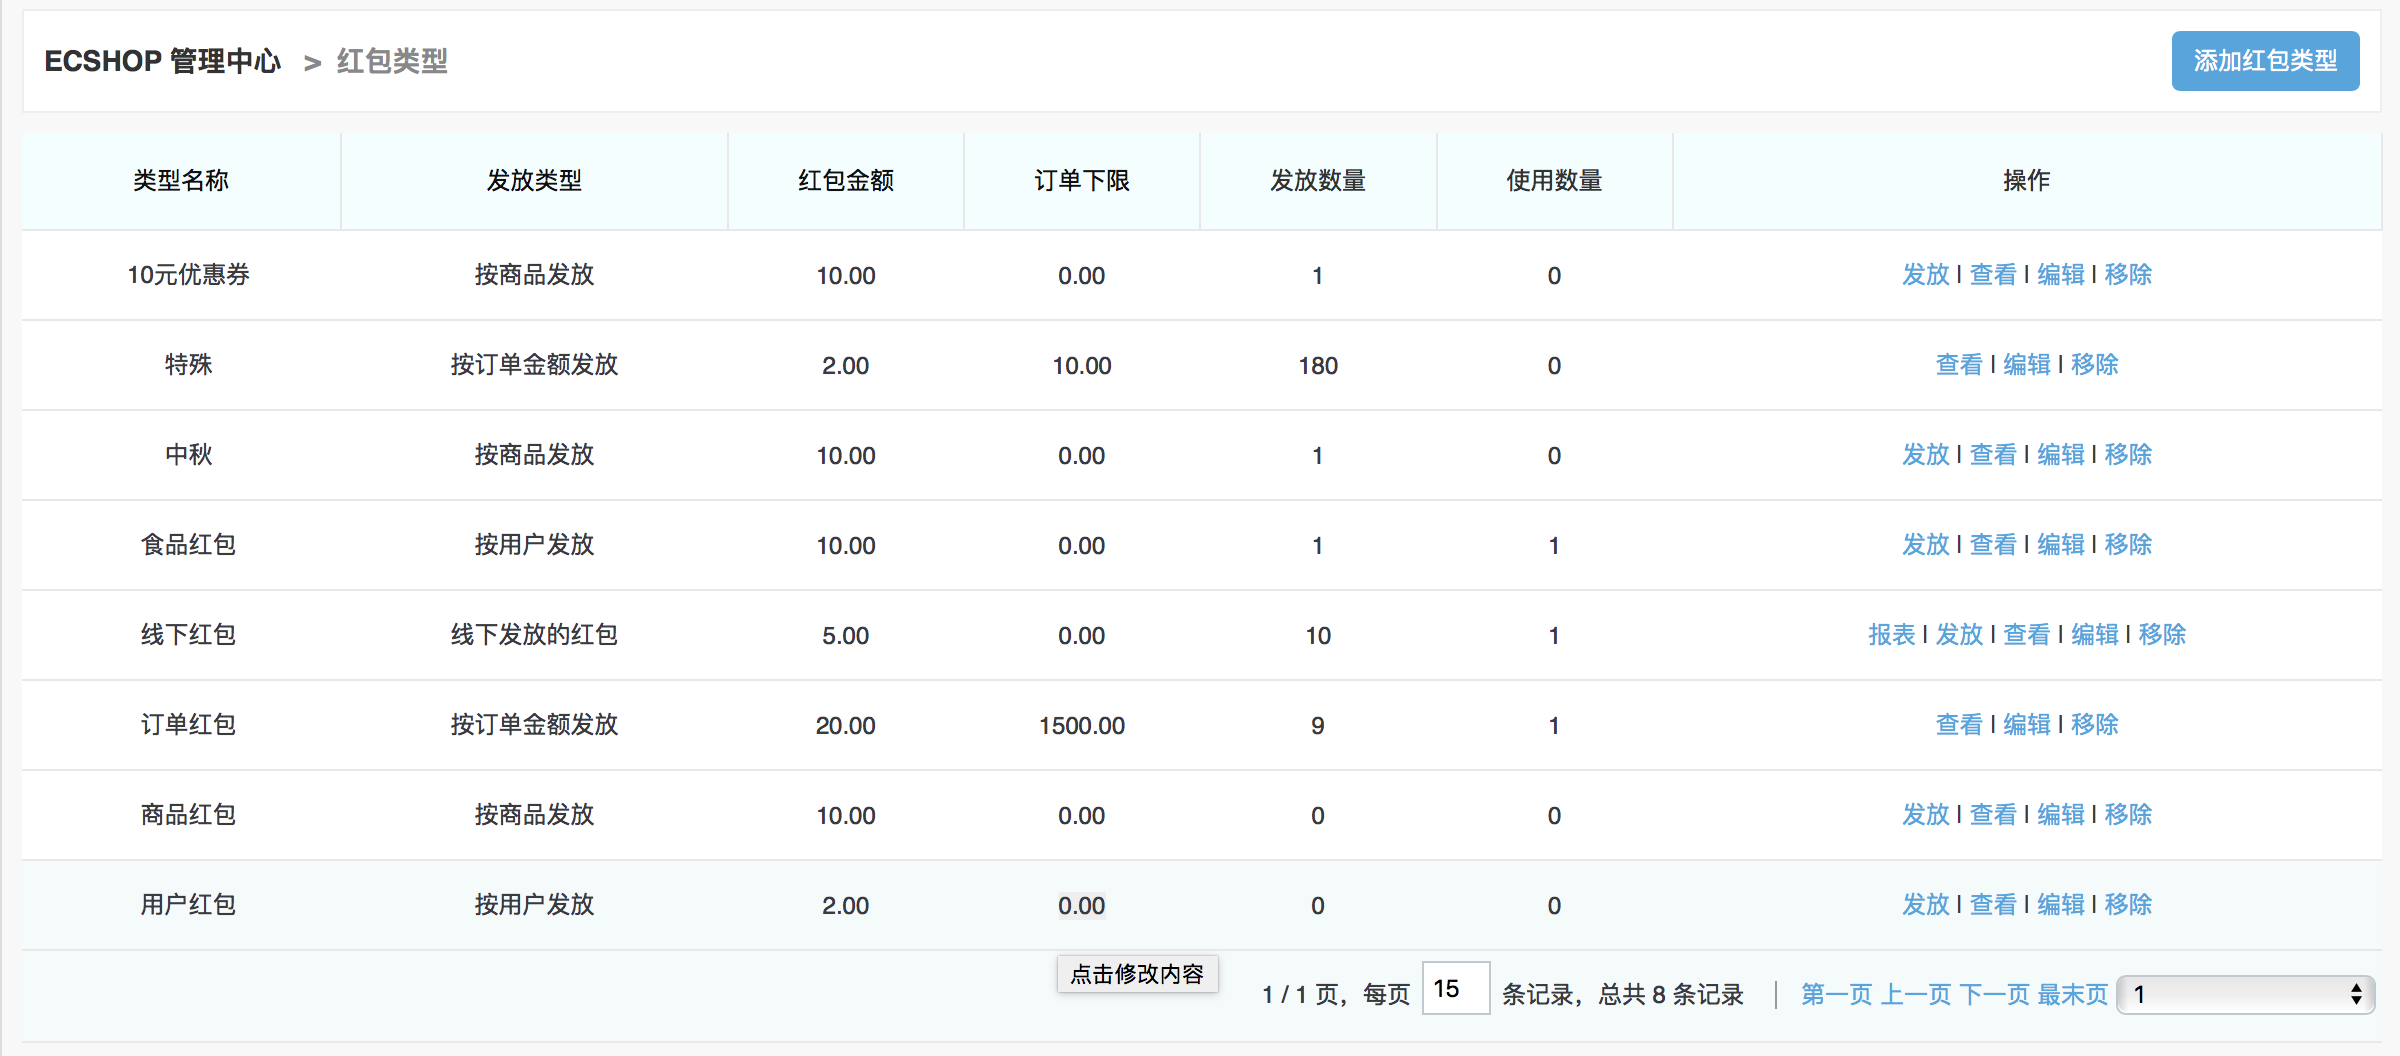 ECSHOP 管理中心 > 红包类型 添加红包类型
类型名称 发放类型 红包金额 订单下限 发放数量 使用数量 操作
10元优惠券 按商品发放 10.00 0.00 1 0 发放 | 查看 | 编辑 | 移除
特殊 按订单金额发放 2.00 10.00 180 0 查看 | 编辑 | 移除
中秋 按商品发放 10.00 0.00 1 0 发放 | 查看 | 编辑 | 移除
食品红包 按用户发放 10.00 0.00 1 1 发放 | 查看 | 编辑 | 移除
线下红包 线下发放的红包 5.00 0.00 10 1 报表 | 发放 | 查看 | 编辑 | 移除
订单红包 按订单金额发放 20.00 1500.00 9 1 查看 | 编辑 | 移除
商品红包 按商品发放 10.00 0.00 0 0 发放 | 查看 | 编辑 | 移除
用户红包 按用户发放 2.00 0.00 0 0 发放 | 查看 | 编辑 | 移除
点击修改内容
1 / 1 页，每页 15 条记录，总共 8 条记录 | 第一页 上一页 下一页 最末页 1